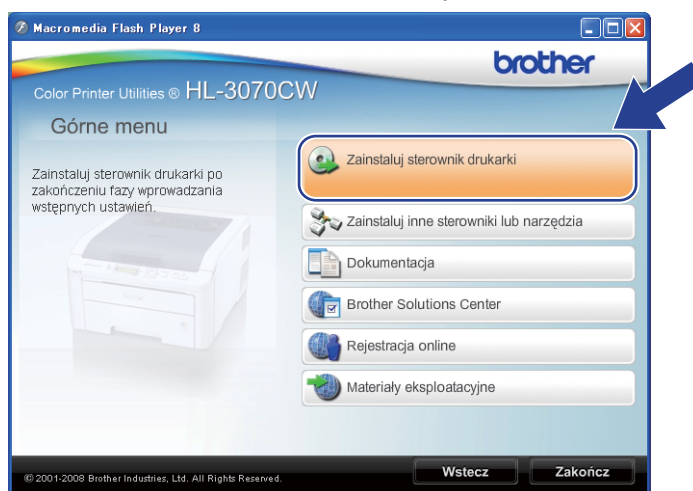 Macromedia Flash Player 8
brother
Color Printer Utilities ® HL-3070CW
Górne menu
Zainstaluj sterownik drukarki po
zakończeniu fazy wprowadzania
wstępnych ustawień.
Zainstaluj sterownik drukarki
Zainstaluj inne sterowniki lub narzędzia
Dokumentacja
Brother Solutions Center
Rejestracja online
Materiały eksploatacyjne
© 2001-2008 Brother Industries, Ltd. All Rights Reserved.
Wstecz
Zakończ